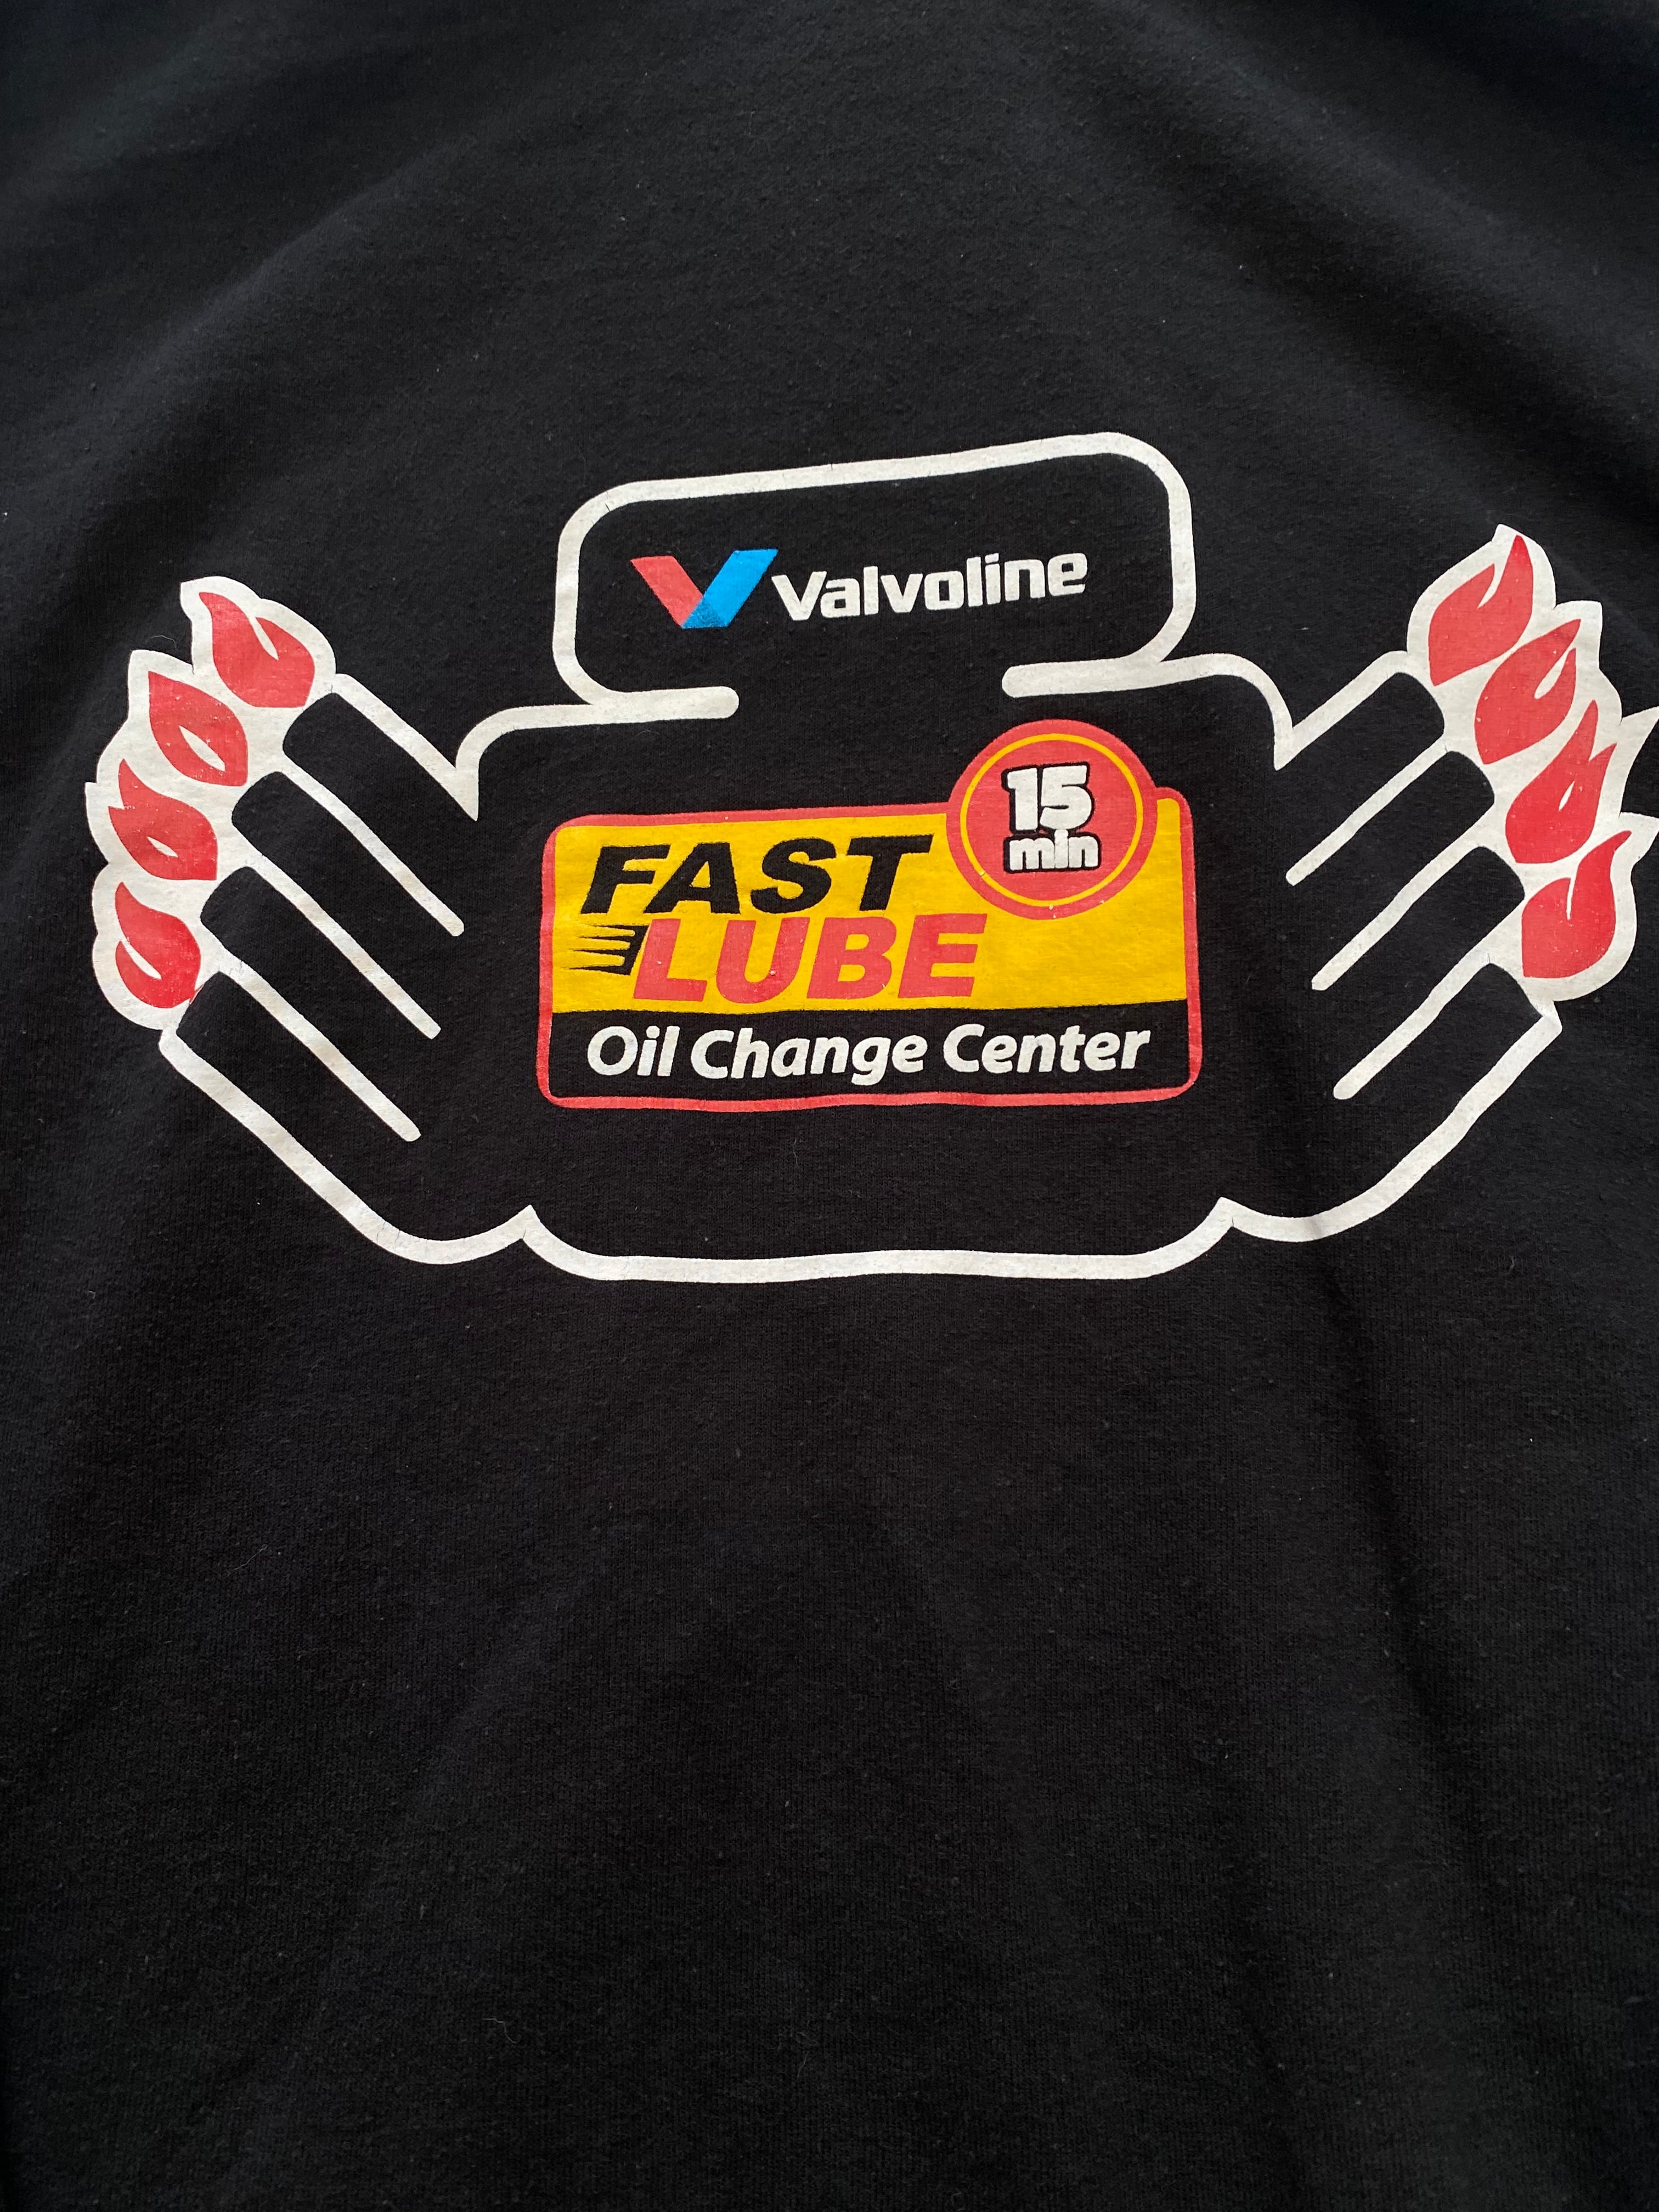 Valvoline
15
min
FAST
LUBE
Oil Change Center